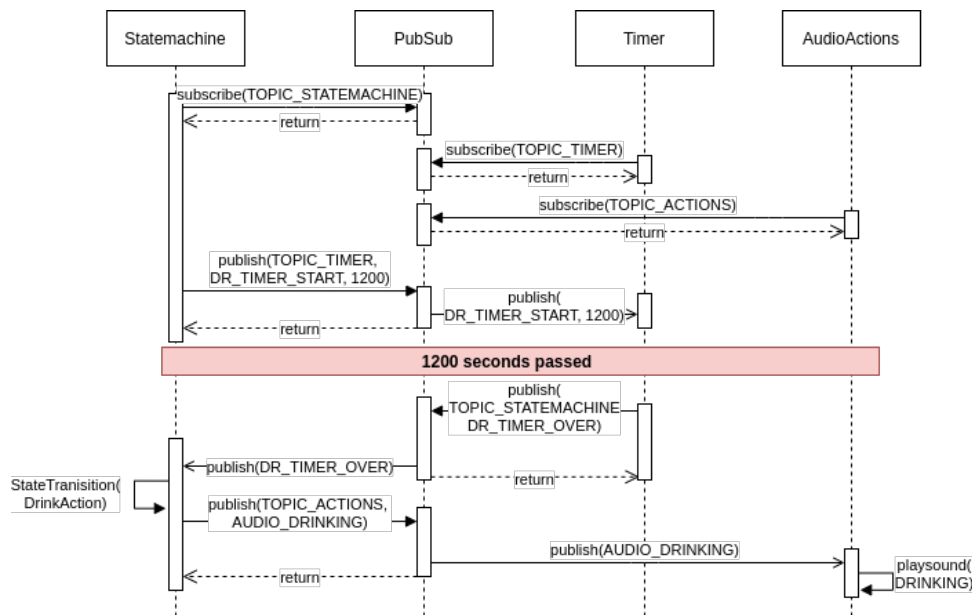 Statemachine
PubSub
Timer
AudioActions
subscribe(TOPIC_STATEMACHINE)
return
subscribe(TOPIC_TIMER)
return
subscribe(TOPIC_ACTIONS)
return
publish(TOPIC_TIMER,
DR_TIMER_START, 1200)
publish(
DR_TIMER_START, 1200)
return
1200 seconds passed
publish(
TOPIC_STATEMACHINE
DR_TIMER_OVER)
publish(DR_TIMER_OVER)
return
StateTranisition(
DrinkAction)
publish(TOPIC_ACTIONS,
AUDIO_DRINKING)
publish(AUDIO_DRINKING)
return
playsound(
DRINKING)